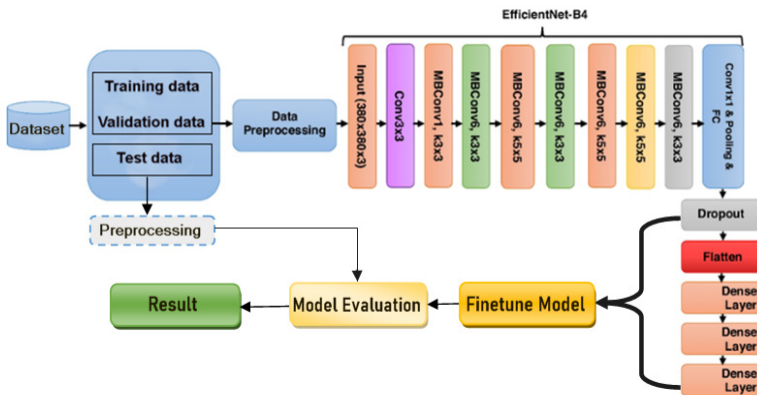 EfficientNet-B4
Training data
Validation data
Test data
Dataset
Data
Preprocessing
Input (380x380x3)
Conv3x3
MBConv1, k3x3
MBConv6, k3x3
MBConv6, k5x5
MBConv6, k3x3
MBConv6, k5x5
MBConv6, k5x5
MBConv6, k3x3
Conv1x1 & Pooling &
FC
Preprocessing
Dropout
Flatten
Dense
Layer
Dense
Layer
Dense
Layer
Result
Model Evaluation
Finetune Model